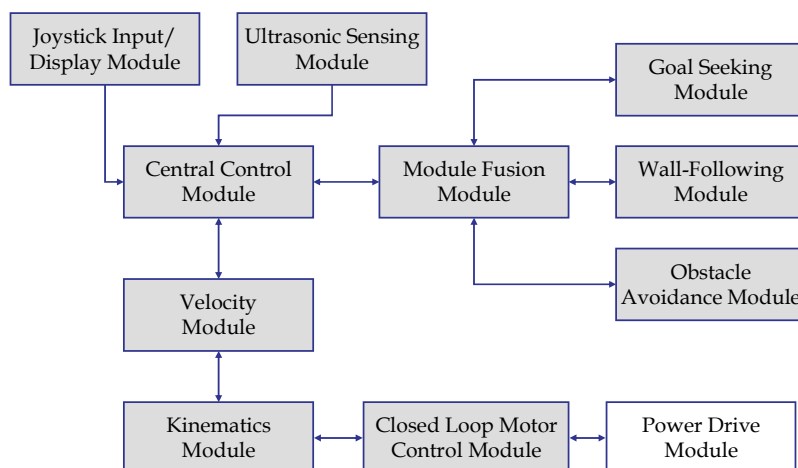 Joystick Input/
Display Module
Ultrasonic Sensing
Module
Goal Seeking
Module
Central Control
Module
Module Fusion
Module
Wall-Following
Module
Obstacle
Avoidance Module
Velocity
Module
Kinematics
Module
Closed Loop Motor
Control Module
Power Drive
Module